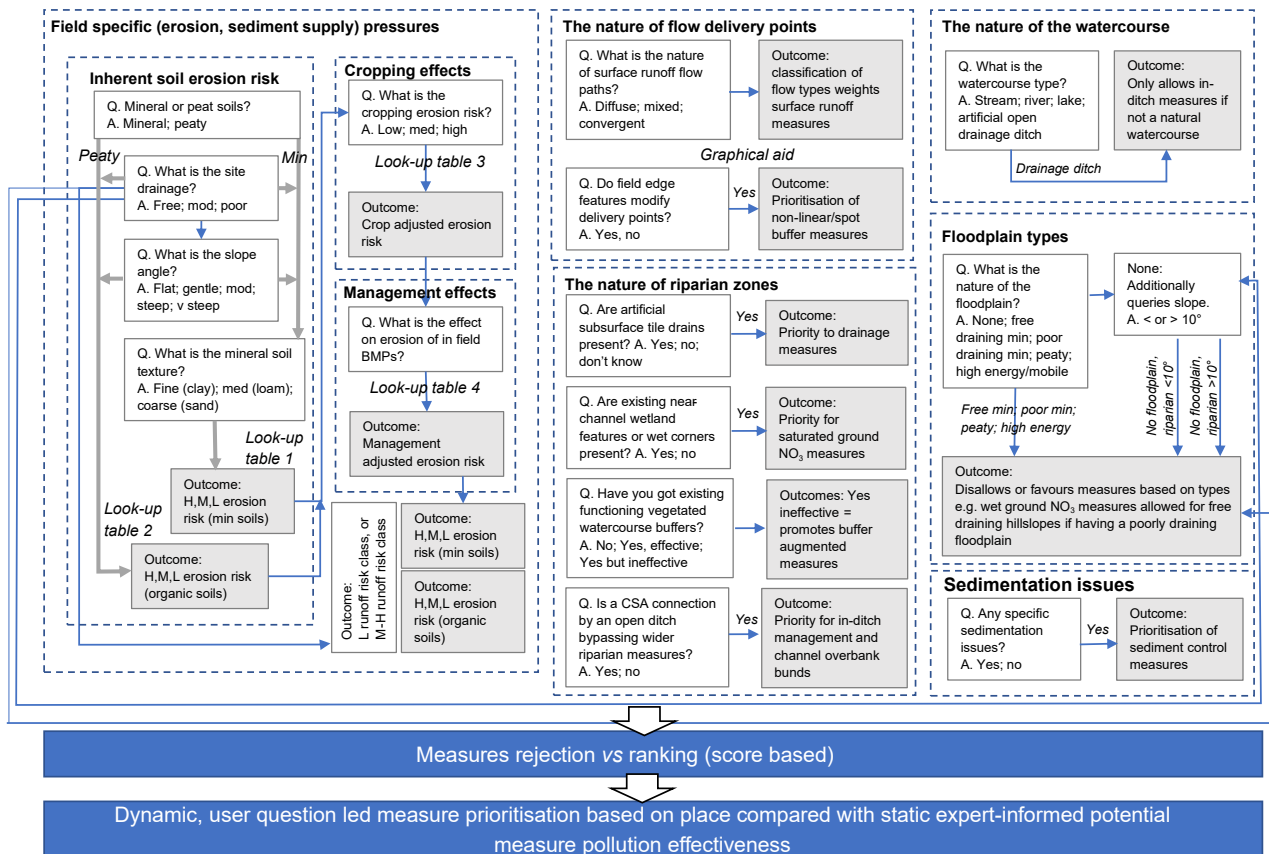 Field specific (erosion, sediment supply) pressures
Inherent soil erosion risk
Q. Mineral or peat soils?
A. Mineral; peaty
Peaty
Min
Q. What is the site
drainage?
A. Free; mod; poor
Q. What is the slope
angle?
A. Flat; gentle; mod;
steep; v steep
Q. What is the mineral soil
texture?
A. Fine (clay); med (loam);
coarse (sand)
Look-up
table 1
Outcome:
H,M,L erosion
risk (min soils)
Look-up
table 2
Outcome:
H,M,L erosion risk
(organic soils)
Cropping effects
Q. What is the
cropping erosion risk?
A. Low; med; high
Look-up table 3
Outcome:
Crop adjusted erosion
risk
Management effects
Q. What is the effect
on erosion of in field
BMPs?
Look-up table 4
Outcome:
Management
adjusted erosion risk
Outcome:
L runoff risk class, or
M-H runoff risk class
Outcome:
H,M,L erosion
risk (min soils)
Outcome:
H,M,L erosion
risk (organic soils)
The nature of flow delivery points
Q. What is the nature
of surface runoff flow
paths?
A. Diffuse; mixed;
convergent
Outcome:
classification of
flow types weights
surface runoff
measures
Graphical aid
Q. Do field edge
features modify
delivery points?
A. Yes, no
Yes
Outcome:
Prioritisation of
non-linear/spot
buffer measures
The nature of riparian zones
Q. Are artificial
subsurface tile drains
present? A. Yes; no;
don't know
Yes
Outcome:
Priority to drainage
measures
Q. Are existing near-
channel wetland
features or wet corners
present? A. Yes; no
Yes
Outcome:
Priority for
saturated ground
NO3 measures
Q. Have you got existing
functioning vegetated
watercourse buffers?
A. No; Yes, effective;
Yes but ineffective
Outcomes: Yes
ineffective =
promotes buffer
augmented
measures
Q. Is a CSA connection
by an open ditch
bypassing wider
riparian measures?
A. Yes; no
Yes
Outcome:
Priority for in-ditch
management and
channel overbank
bunds
The nature of the watercourse
Q. What is the
watercourse type?
A. Stream; river; lake;
artificial open
drainage ditch
Outcome:
Only allows in-
ditch measures if
not a natural
watercourse
Drainage ditch
Floodplain types
Q. What is the
nature of the
floodplain?
A. None; free
draining min; poor
draining min; peaty;
high energy/mobile
None:
Additionally
queries slope.
A. < or > 10°
Free min; poor min;
peaty; high energy
No floodplain,
riparian <10°
No floodplain,
riparian >10°
Outcome:
Disallows or favours measures based on types
e.g. wet ground NO3 measures allowed for free
draining hillslopes if having a poorly draining
floodplain
Sedimentation issues
Q. Any specific
sedimentation
issues?
A. Yes; no
Yes
Outcome:
Prioritisation of
sediment control
measures
Measures rejection vs ranking (score based)
Dynamic, user question led measure prioritisation based on place compared with static expert-informed potential
measure pollution effectiveness